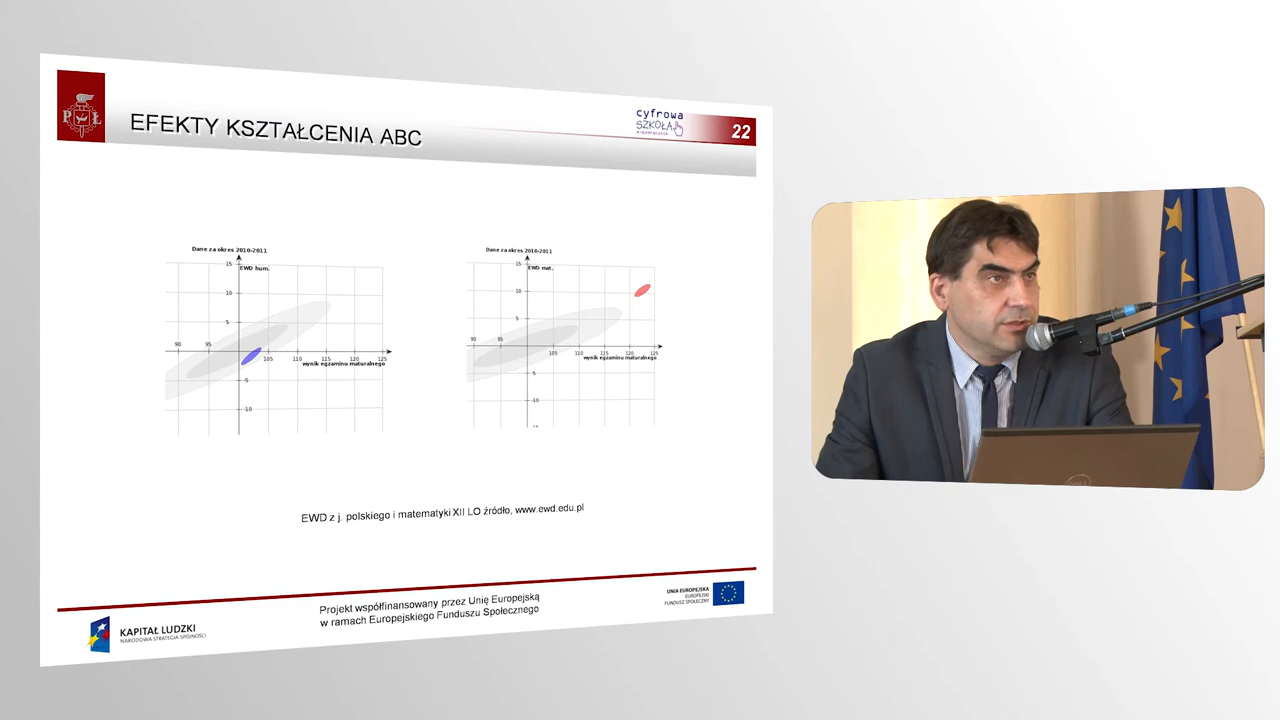 P Ł
EFEKTY KSZTAŁCENIA ABC
cyfrowa
SZKOŁA
22
Dane za okres 2010-2011
EWD hum.
15
10
5
90
95
105
110
115
120
125
wynik egzaminu maturalnego
-5
-10
Dane za okres 2010-2011
EWD mat.
15
10
5
90
95
105
110
115
120
125
wynik egzaminu maturalnego
-5
-10
EWD z j. polskiego i matematyki XII LO źródło, www.ewd.edu.pl
KAPITAŁ LUDZKI
NARODOWA STRATEGIA SPÓJNOŚCI
Projekt współfinansowany przez Unię Europejską
w ramach Europejskiego Funduszu Społecznego
UNIA EUROPEJSKA
EUROPEJSKI
FUNDUSZ SPOŁECZNY